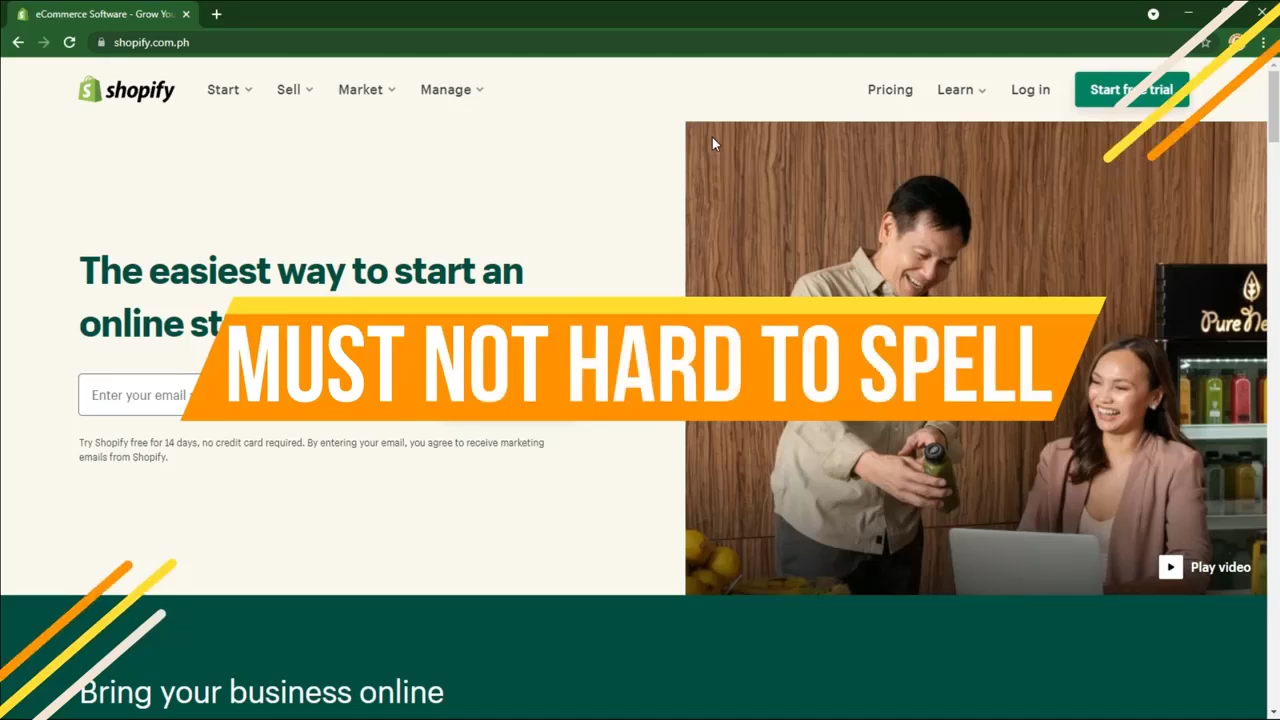 eCommerce Software - Grow You
shopify.com.ph
shopify Start Sell Market Manage Pricing Learn Log in Start free trial
The easiest way to start an
online st
MUST NOT HARD TO SPELL
Enter your email
Try Shopify free for 14 days, no credit card required. By entering your email, you agree to receive marketing
emails from Shopify.
Pure Ne
Play video
Bring your business online